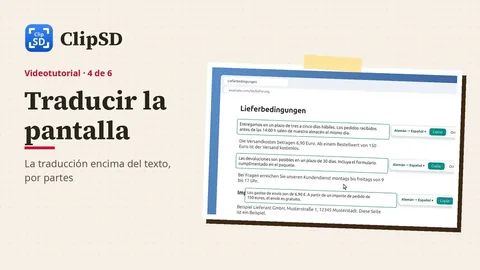 Clip
SD
ClipSD
Videotutorial · 4 de 6
Traducir la
pantalla
La traducción encima del texto,
por partes
Lieferbedingungen
Lieferbedingungen
Entregamos en un plazo de tres a cinco días hábiles. Los pedidos recibidos
antes de las 14:00 h salen de nuestro almacén el mismo día.
Alemán → Español
Copiar
Die Versandkosten betragen 6,90 Euro. Ab einem Bestellwert von 150
Euro ist der Versand kostenlos.
Las devoluciones son posibles en un plazo de 30 días. Incluya el formulario
cumplimentado en el paquete.
Alemán → Español
Copiar
Bei Fragen erreichen Sie unseren Kundendienst montags bis freitags von 9
bis 17 Uhr.
Los gastos de envío son de 6,90 €. A partir de un importe de pedido de
150 euros, el envío es gratuito.
Alemán → Español
Copiar
Beispiel Lieferant GmbH, Musterstraße 1, 12345 Musterstadt. Diese Seite
ist ein Beispiel.